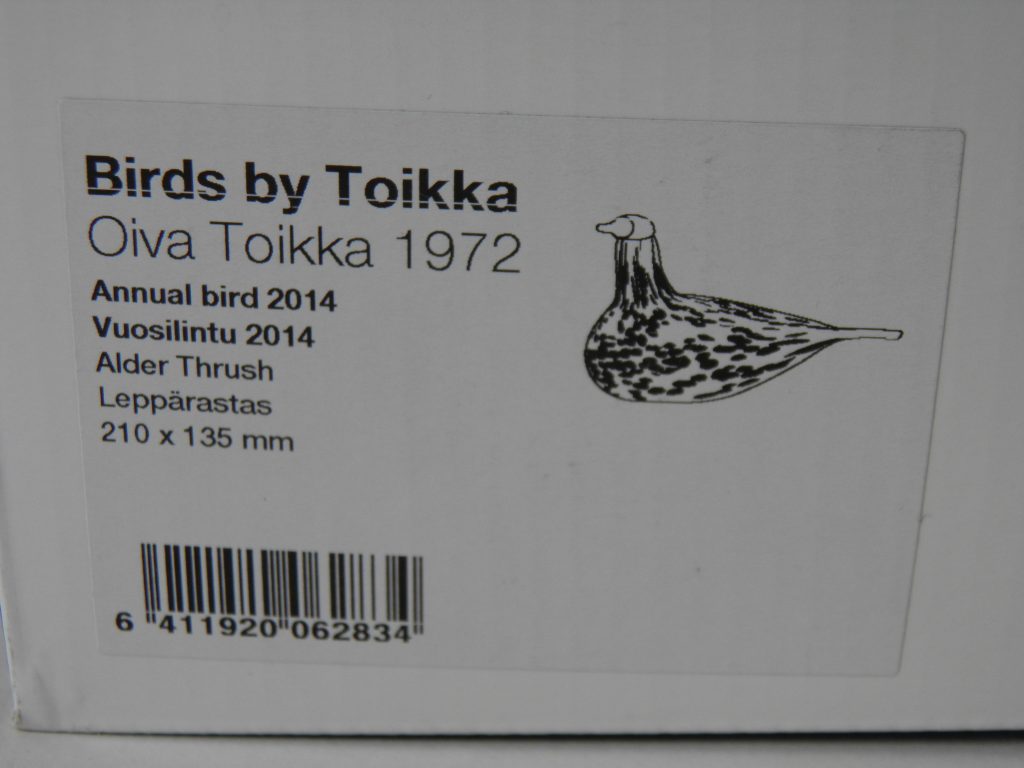 Birds by Toikka
Oiva Toikka 1972
Annual bird 2014
Vuosilintu 2014
Alder Thrush
Leppärastas
210 x 135 mm
6 "411920"062834"